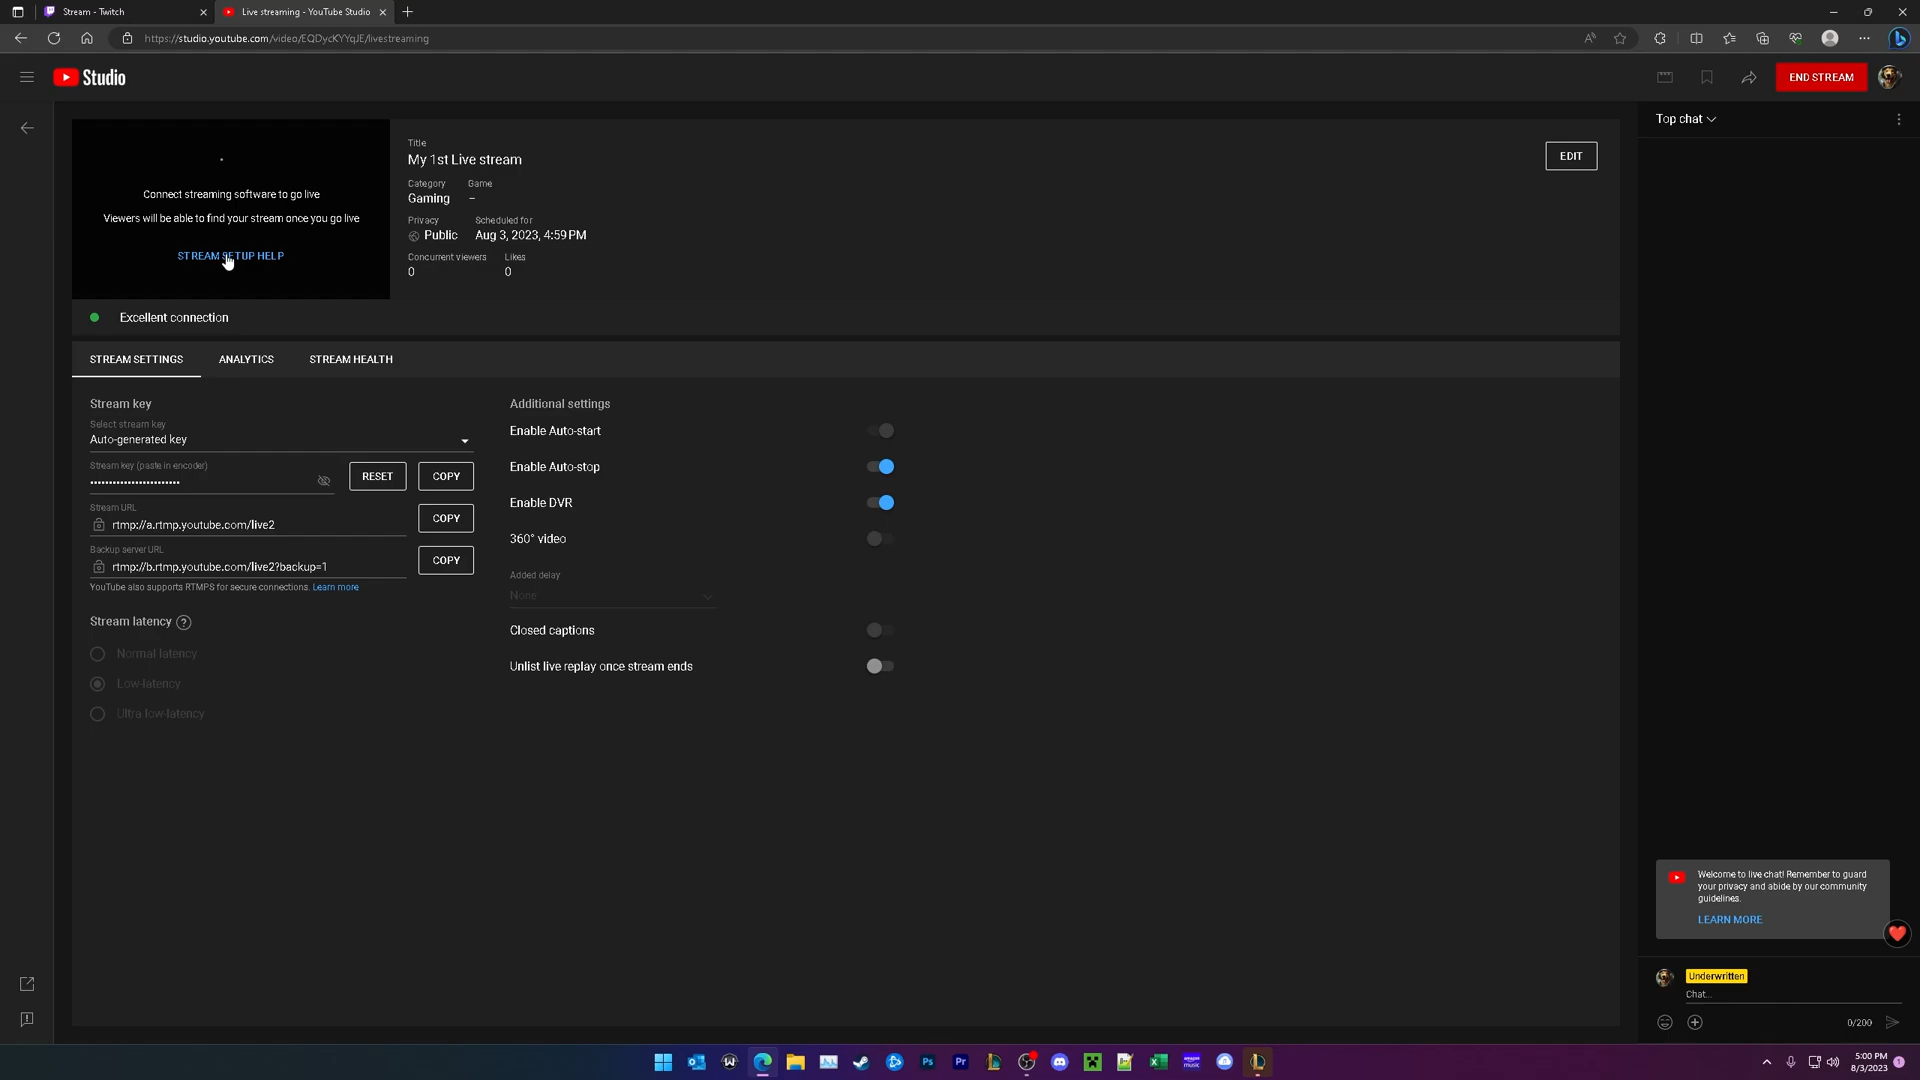 Stream - Twitch
Live streaming - YouTube Studio
https://studio.youtube.com/video/EQDycKYYqJE/livestreaming
Studio
END STREAM
Connect streaming software to go live
Viewers will be able to find your stream once you go live
STREAM SETUP HELP
Title
My 1st Live stream
Category Game
Gaming –
Privacy Scheduled for
Public Aug 3, 2023, 4:59 PM
Concurrent viewers Likes
0 0
EDIT
Excellent connection
STREAM SETTINGS ANALYTICS STREAM HEALTH
Stream key
Select stream key
Auto-generated key
Stream key (paste in encoder)
••••••••••••••••••••••••
RESET COPY
Stream URL
rtmp://a.rtmp.youtube.com/live2
COPY
Backup server URL
rtmp://b.rtmp.youtube.com/live2?backup=1
COPY
YouTube also supports RTMPS for secure connections. Learn more
Stream latency ?
Normal latency
Low-latency
Ultra low-latency
Additional settings
Enable Auto-start
Enable Auto-stop
Enable DVR
360° video
Added delay
None
Closed captions
Unlist live replay once stream ends
Top chat
Welcome to live chat! Remember to guard
your privacy and abide by our community
guidelines.
LEARN MORE
Underwritten
Chat...
0/200
Ps
Pr
music
5:00 PM
8/3/2023
1